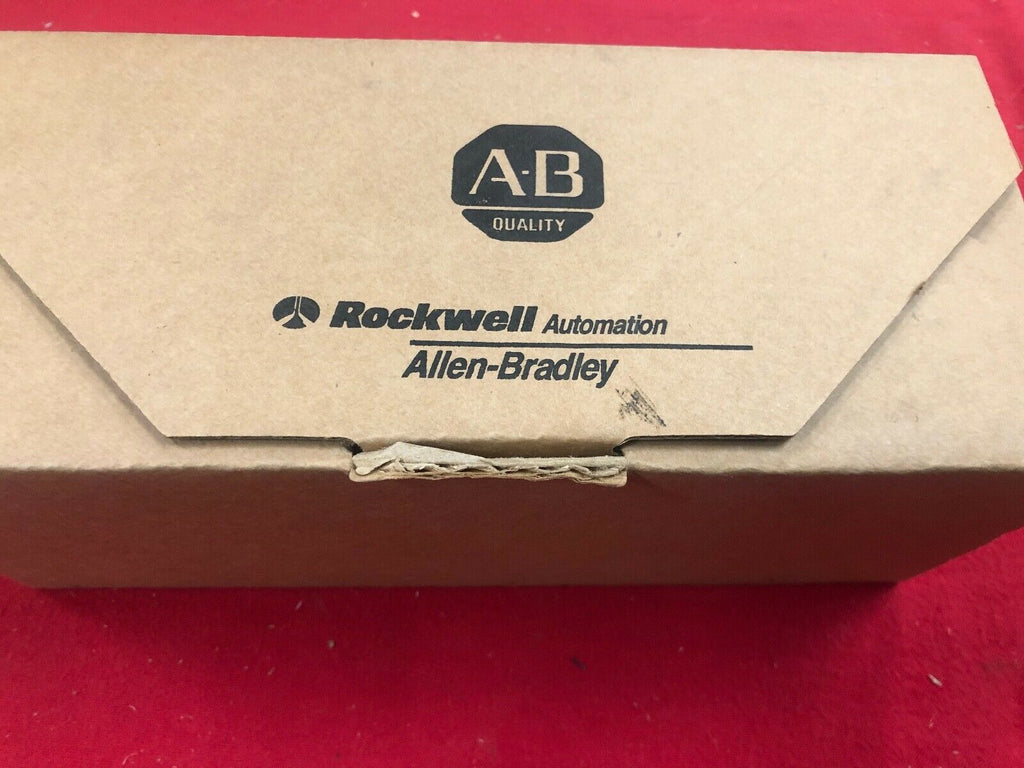 A-B
QUALITY
Rockwell Automation
Allen-Bradley